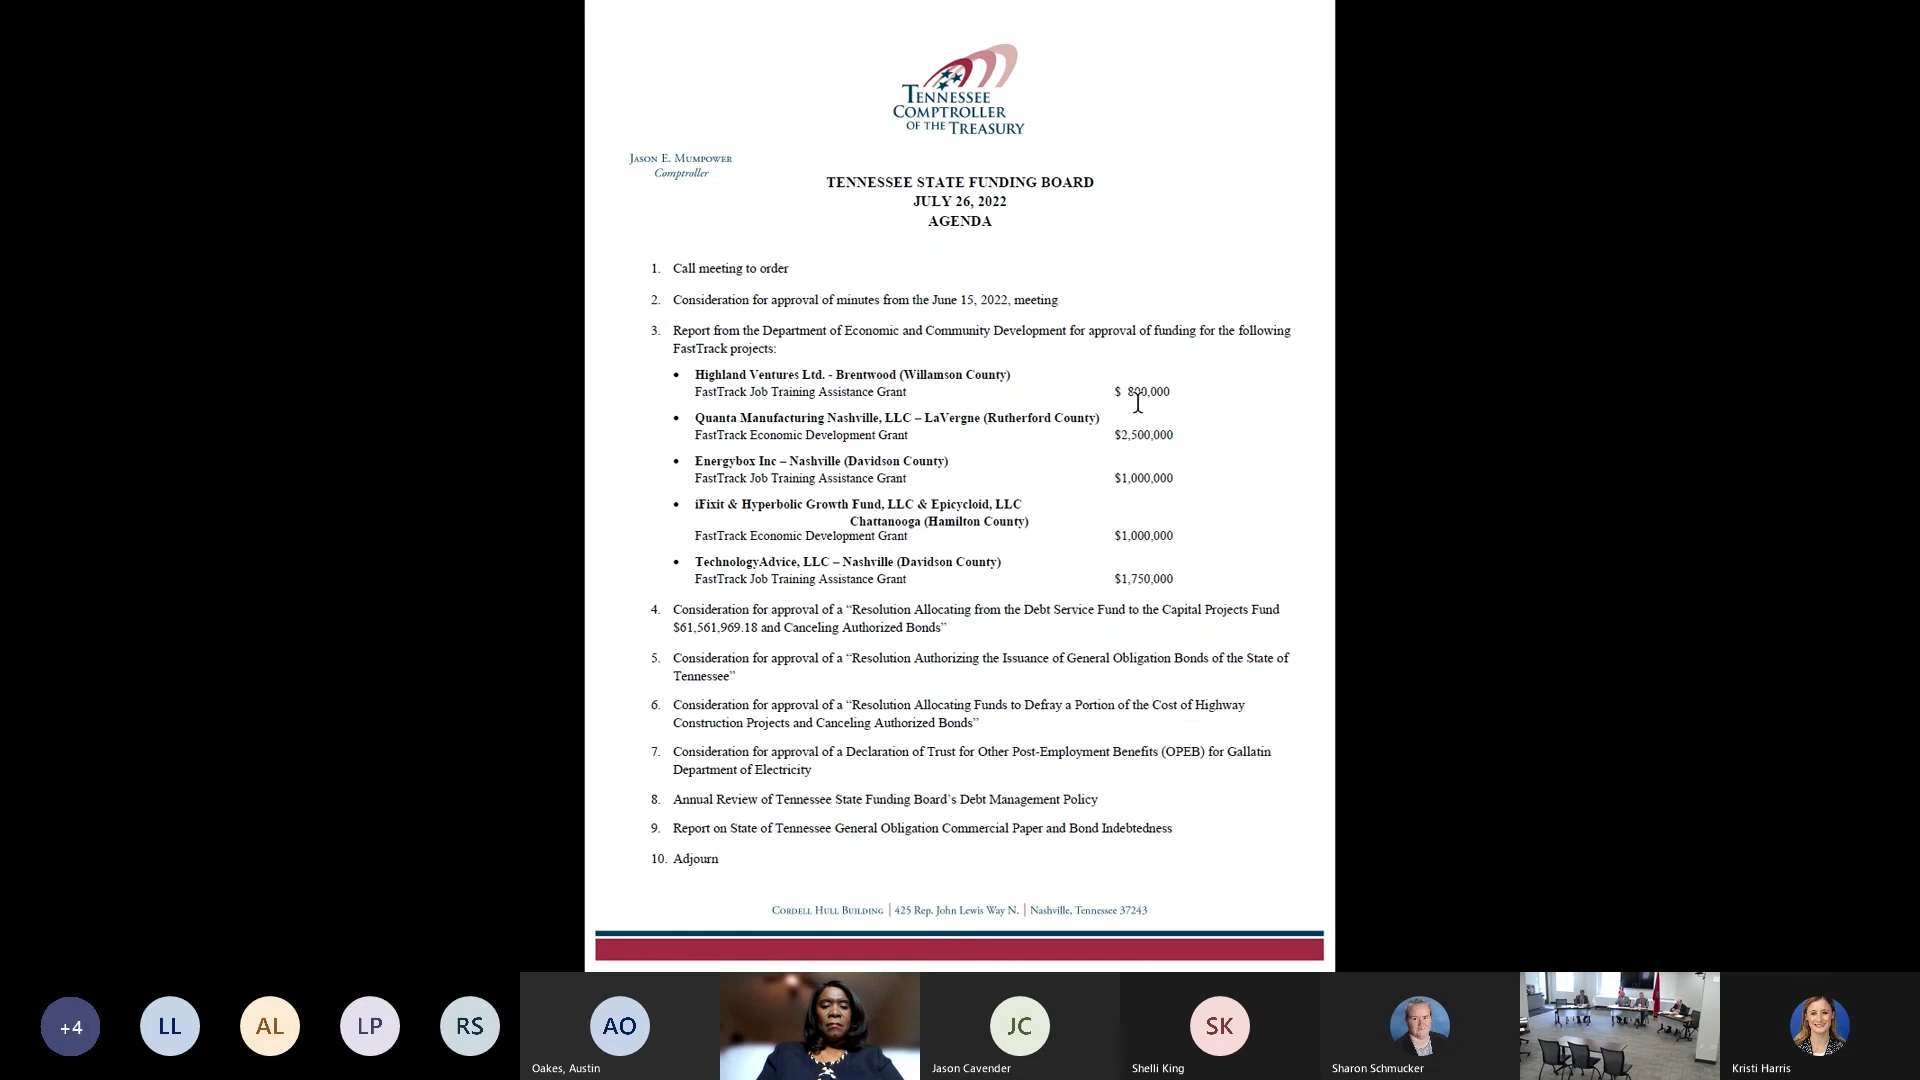 TENNESSEE
COMPTROLLER
OF THE TREASURY
JASON E. MUMPOWER
Comptroller
TENNESSEE STATE FUNDING BOARD
JULY 26, 2022
AGENDA
1. Call meeting to order
2. Consideration for approval of minutes from the June 15, 2022, meeting
3. Report from the Department of Economic and Community Development for approval of funding for the following
FastTrack projects:
• Highland Ventures Ltd. - Brentwood (Willamson County)
FastTrack Job Training Assistance Grant $ 800,000
• Quanta Manufacturing Nashville, LLC – LaVergne (Rutherford County)
FastTrack Economic Development Grant $2,500,000
• Energybox Inc – Nashville (Davidson County)
FastTrack Job Training Assistance Grant $1,000,000
• iFixit & Hyperbolic Growth Fund, LLC & Epicycloid, LLC
Chattanooga (Hamilton County)
FastTrack Economic Development Grant $1,000,000
• TechnologyAdvice, LLC – Nashville (Davidson County)
FastTrack Job Training Assistance Grant $1,750,000
4. Consideration for approval of a “Resolution Allocating from the Debt Service Fund to the Capital Projects Fund
$61,561,969.18 and Canceling Authorized Bonds”
5. Consideration for approval of a “Resolution Authorizing the Issuance of General Obligation Bonds of the State of
Tennessee”
6. Consideration for approval of a “Resolution Allocating Funds to Defray a Portion of the Cost of Highway
Construction Projects and Canceling Authorized Bonds”
7. Consideration for approval of a Declaration of Trust for Other Post-Employment Benefits (OPEB) for Gallatin
Department of Electricity
8. Annual Review of Tennessee State Funding Board’s Debt Management Policy
9. Report on State of Tennessee General Obligation Commercial Paper and Bond Indebtedness
10. Adjourn
CORDELL HULL BUILDING | 425 Rep. John Lewis Way N. | Nashville, Tennessee 37243
+4 LL AL LP RS AO JC SK
Oakes, Austin Jason Cavender Shelli King Sharon Schmucker Kristi Harris